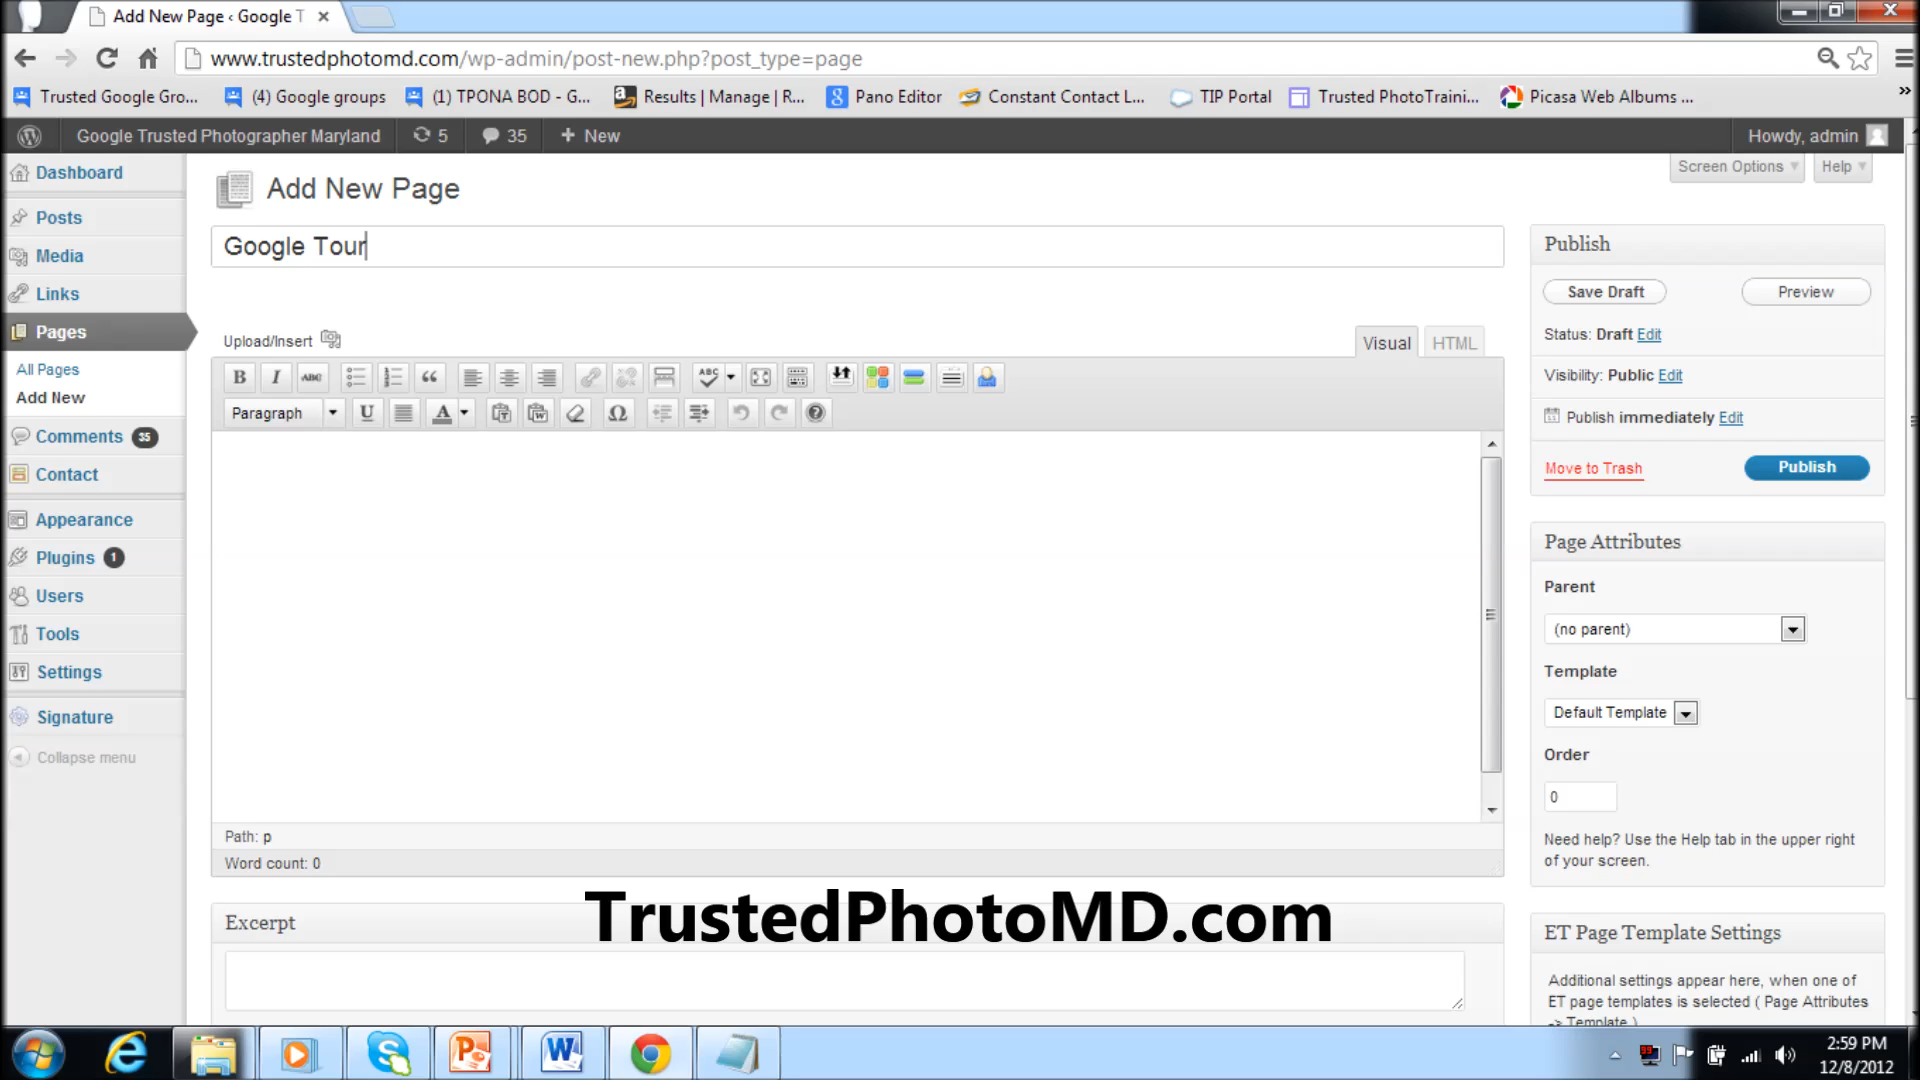 Add New Page ‹ Google T
www.trustedphotomd.com/wp-admin/post-new.php?post_type=page
Trusted Google Gro... (4) Google groups (1) TPONA BOD - G... Results | Manage | R... Pano Editor Constant Contact L... TIP Portal Trusted PhotoTraini... Picasa Web Albums ... »
Google Trusted Photographer Maryland 5 35 + New Howdy, admin
Screen Options Help
Dashboard
Posts
Media
Links
Pages
All Pages
Add New
Comments 35
Contact
Appearance
Plugins 1
Users
Tools
Settings
Signature
Collapse menu
Add New Page
Google Tour
Upload/Insert
Visual HTML
B I ABC ABC
Paragraph U A Ω
Path: p
Word count: 0
Excerpt
TrustedPhotoMD.com
Publish
Save Draft Preview
Status: Draft Edit
Visibility: Public Edit
Publish immediately Edit
Move to Trash Publish
Page Attributes
Parent
(no parent)
Template
Default Template
Order
0
Need help? Use the Help tab in the upper right
of your screen.
ET Page Template Settings
Additional settings appear here, when one of
ET page templates is selected ( Page Attributes
-> Template )
2:59 PM
12/8/2012